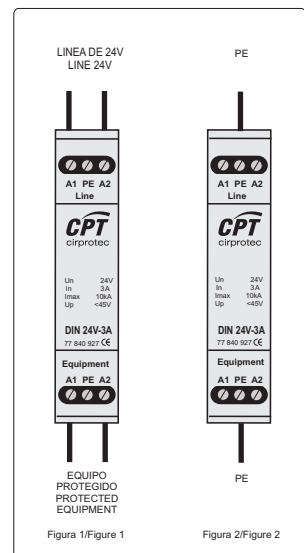 LINEA DE 24V
LINE 24V
A1 PE A2
Line
CPT
cirprotec
Un 24V
In 3A
Imax 10kA
Up <45V
DIN 24V-3A
77 840 927 CE
Equipment
A1 PE A2
EQUIPO
PROTEGIDO
PROTECTED
EQUIPMENT
Figura 1/Figure 1
PE
A1 PE A2
Line
CPT
cirprotec
Un 24V
In 3A
Imax 10kA
Up <45V
DIN 24V-3A
77 840 927 CE
Equipment
A1 PE A2
PE
Figura 2/Figure 2